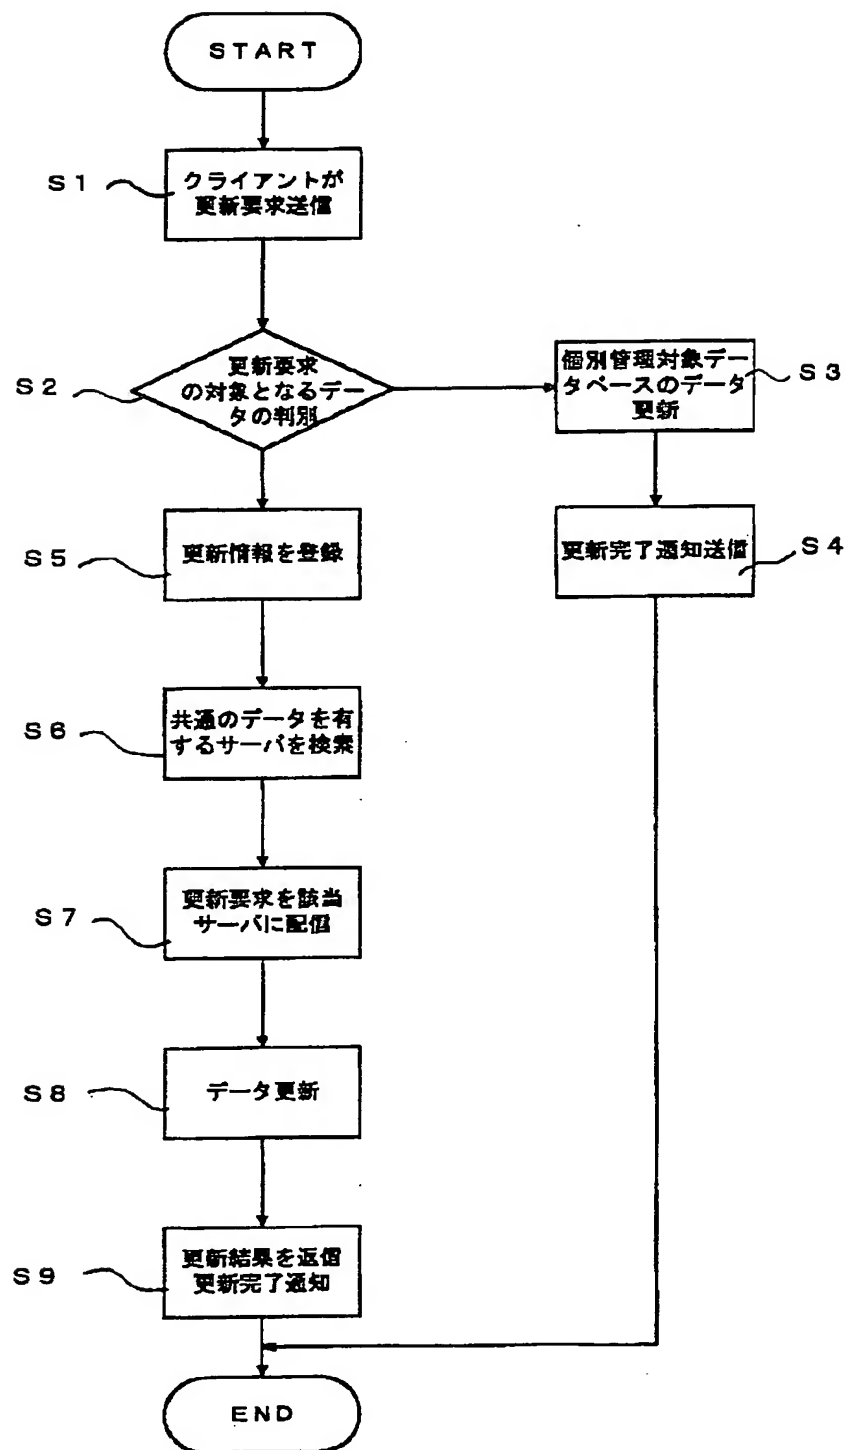 START
S1
クライアントが
更新要求送信
S2
更新要求
の対象となるデー
タの判別
個別管理対象デー
タベースのデータ
更新
S3
S5
更新情報を登録
更新完了通知送信
S4
S6
共通のデータを有
するサーバを検索
S7
更新要求を該当
サーバに配信
S8
データ更新
S9
更新結果を返信
更新完了通知
END